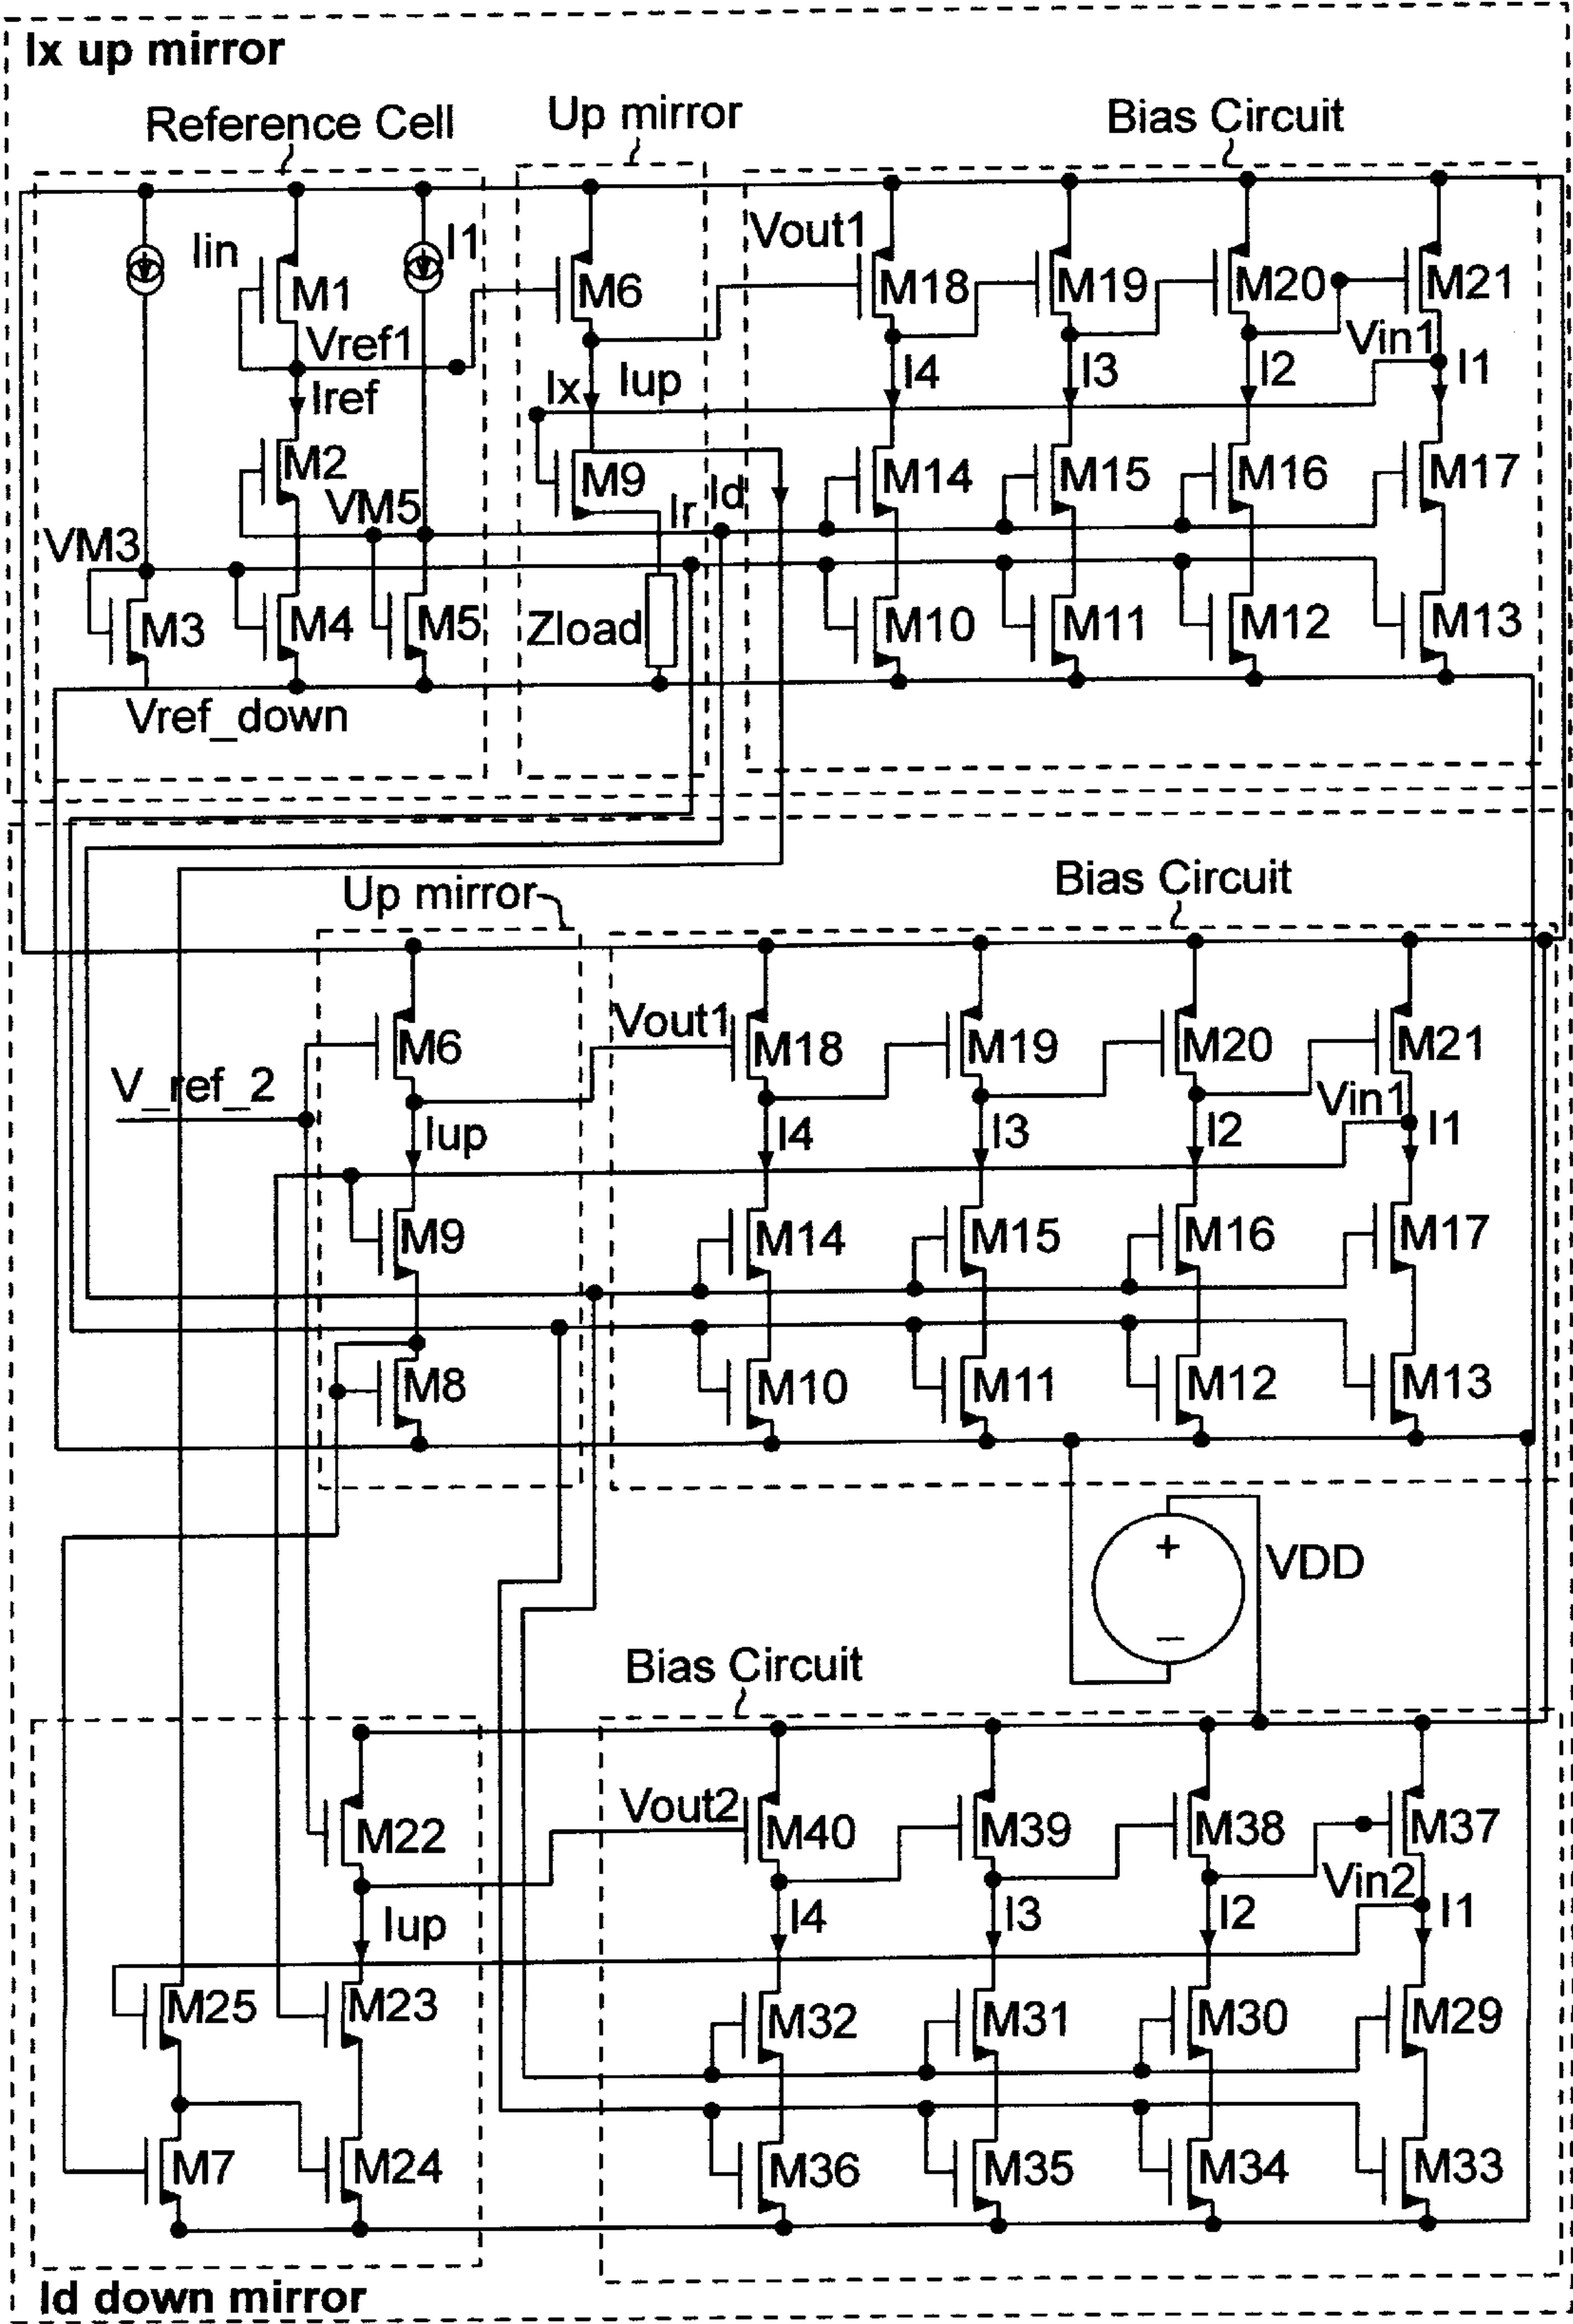 Ix up mirror
Reference Cell
Up mirror
Bias Circuit
Iin
I1
Vout1
M1
M6
M18
M19
M20
M21
Vref1
Vin1
Iref
Ix
Iup
I4
I3
I2
I1
M2
M9
M14
M15
M16
M17
VM5
Ir
Id
VM3
M3
M4
M5
Zload
M10
M11
M12
M13
Vref_down
Up mirror
Bias Circuit
M6
Vout1
M18
M19
M20
M21
V_ref_2
Vin1
Iup
I4
I3
I2
I1
M9
M14
M15
M16
M17
M8
M10
M11
M12
M13
+
VDD
−
Bias Circuit
M22
Vout2
M40
M39
M38
M37
Vin2
Iup
I4
I3
I2
I1
M25
M23
M32
M31
M30
M29
M7
M24
M36
M35
M34
M33
Id down mirror